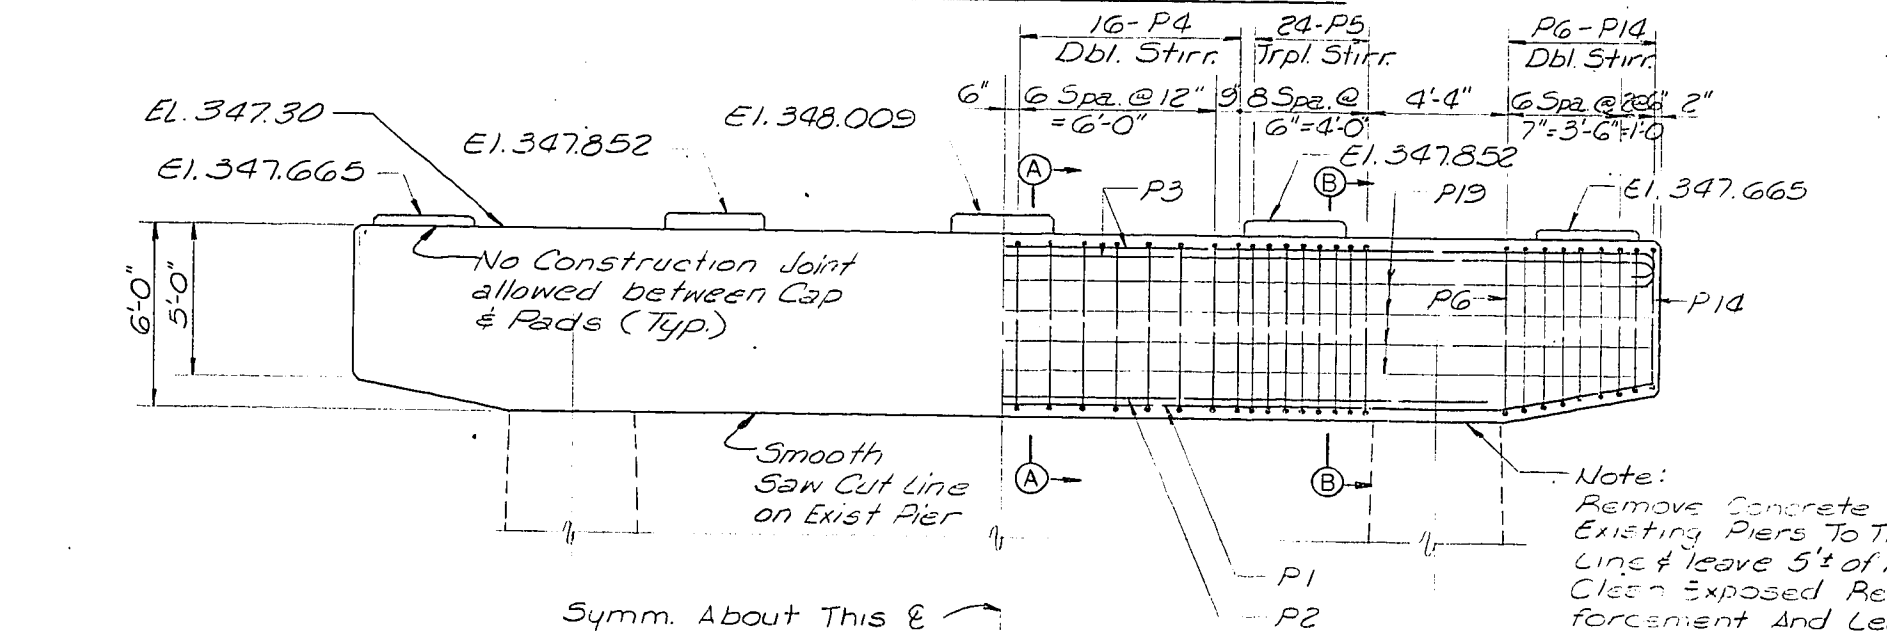 16-P4
Dbl. Stirr.
24-P5
Trpl. Stirr.
P6-P14
Dbl. Stirr.
6"
6 Spa. @ 12"
= 6'-0"
9"
8 Spa. @
6"=4'-0"
4'-4"
6 Spa. @
7"=3'-6"
=1'-0
2"
El. 347.30
El. 347.665
El. 347.852
El. 348.009
El. 347.852
El. 347.665
A
B
P3
P19
P6
P14
6'-0"
5'-0"
No Construction Joint
allowed between Cap
& Pads (Typ.)
Smooth
Saw Cut Line
on Exist Pier
A
B
P1
P2
Symm. About This ℄
Note:
Remove Concrete
Existing Piers To
Line & leave 5'± of
Clean Exposed
forcement And